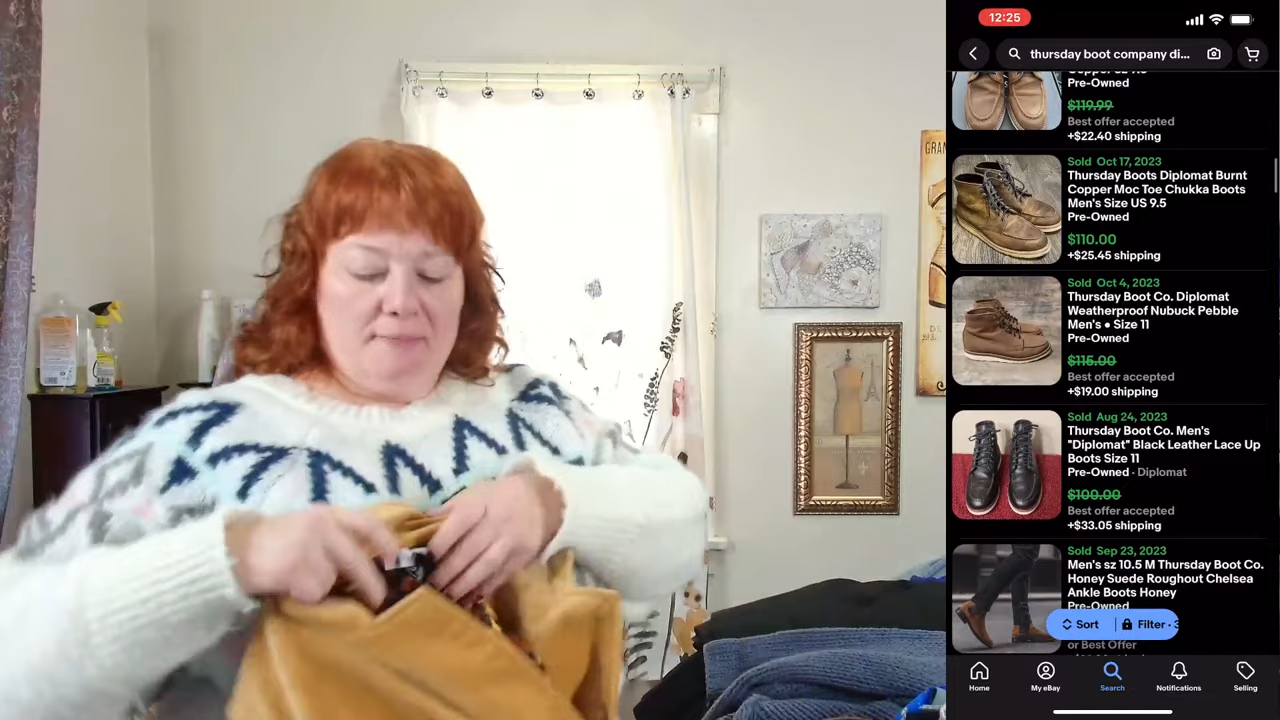 GRAN
DE
12:25
thursday boot company di...
Pre-Owned
$119.99
Best offer accepted
+$22.40 shipping
Sold Oct 17, 2023
Thursday Boots Diplomat Burnt
Copper Moc Toe Chukka Boots
Men's Size US 9.5
Pre-Owned
$110.00
+$25.45 shipping
Sold Oct 4, 2023
Thursday Boot Co. Diplomat
Weatherproof Nubuck Pebble
Men's • Size 11
Pre-Owned
$115.00
Best offer accepted
+$19.00 shipping
Sold Aug 24, 2023
Thursday Boot Co. Men's
"Diplomat" Black Leather Lace Up
Boots Size 11
Pre-Owned · Diplomat
$100.00
Best offer accepted
+$33.05 shipping
Sold Sep 23, 2023
Men's sz 10.5 M Thursday Boot Co.
Honey Suede Roughout Chelsea
Ankle Boots Honey
Pre-Owned
Sort
Filter · 3
or Best Offer
Home
My eBay
Search
Notifications
Selling